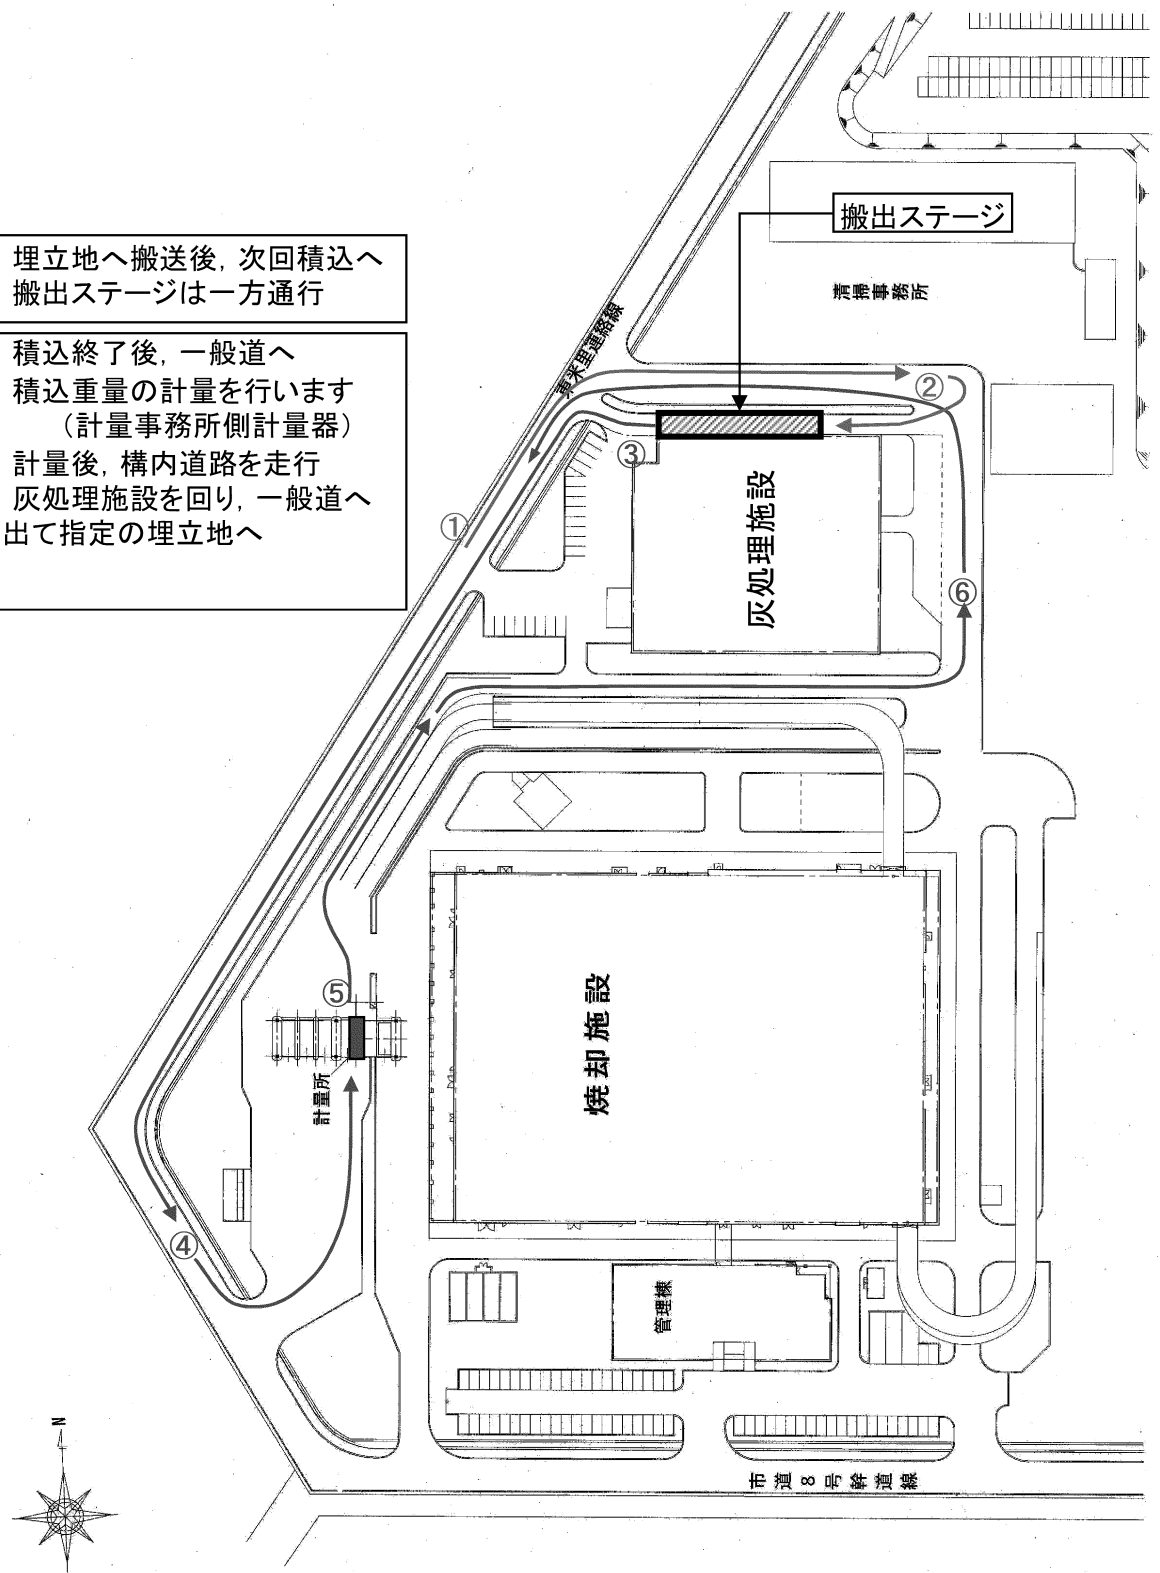 搬出ステージ
埋立地へ搬送後，次回積込へ
搬出ステージは一方通行
清掃事務所
東米里連絡線
積込終了後，一般道へ
積込重量の計量を行います
（計量事務所側計量器）
計量後，構内道路を走行
灰処理施設を回り，一般道へ
出て指定の埋立地へ
②
③
①
灰処理施設
⑥
⑤
計量所
焼却施設
④
管理棟
N
市道８号幹道線